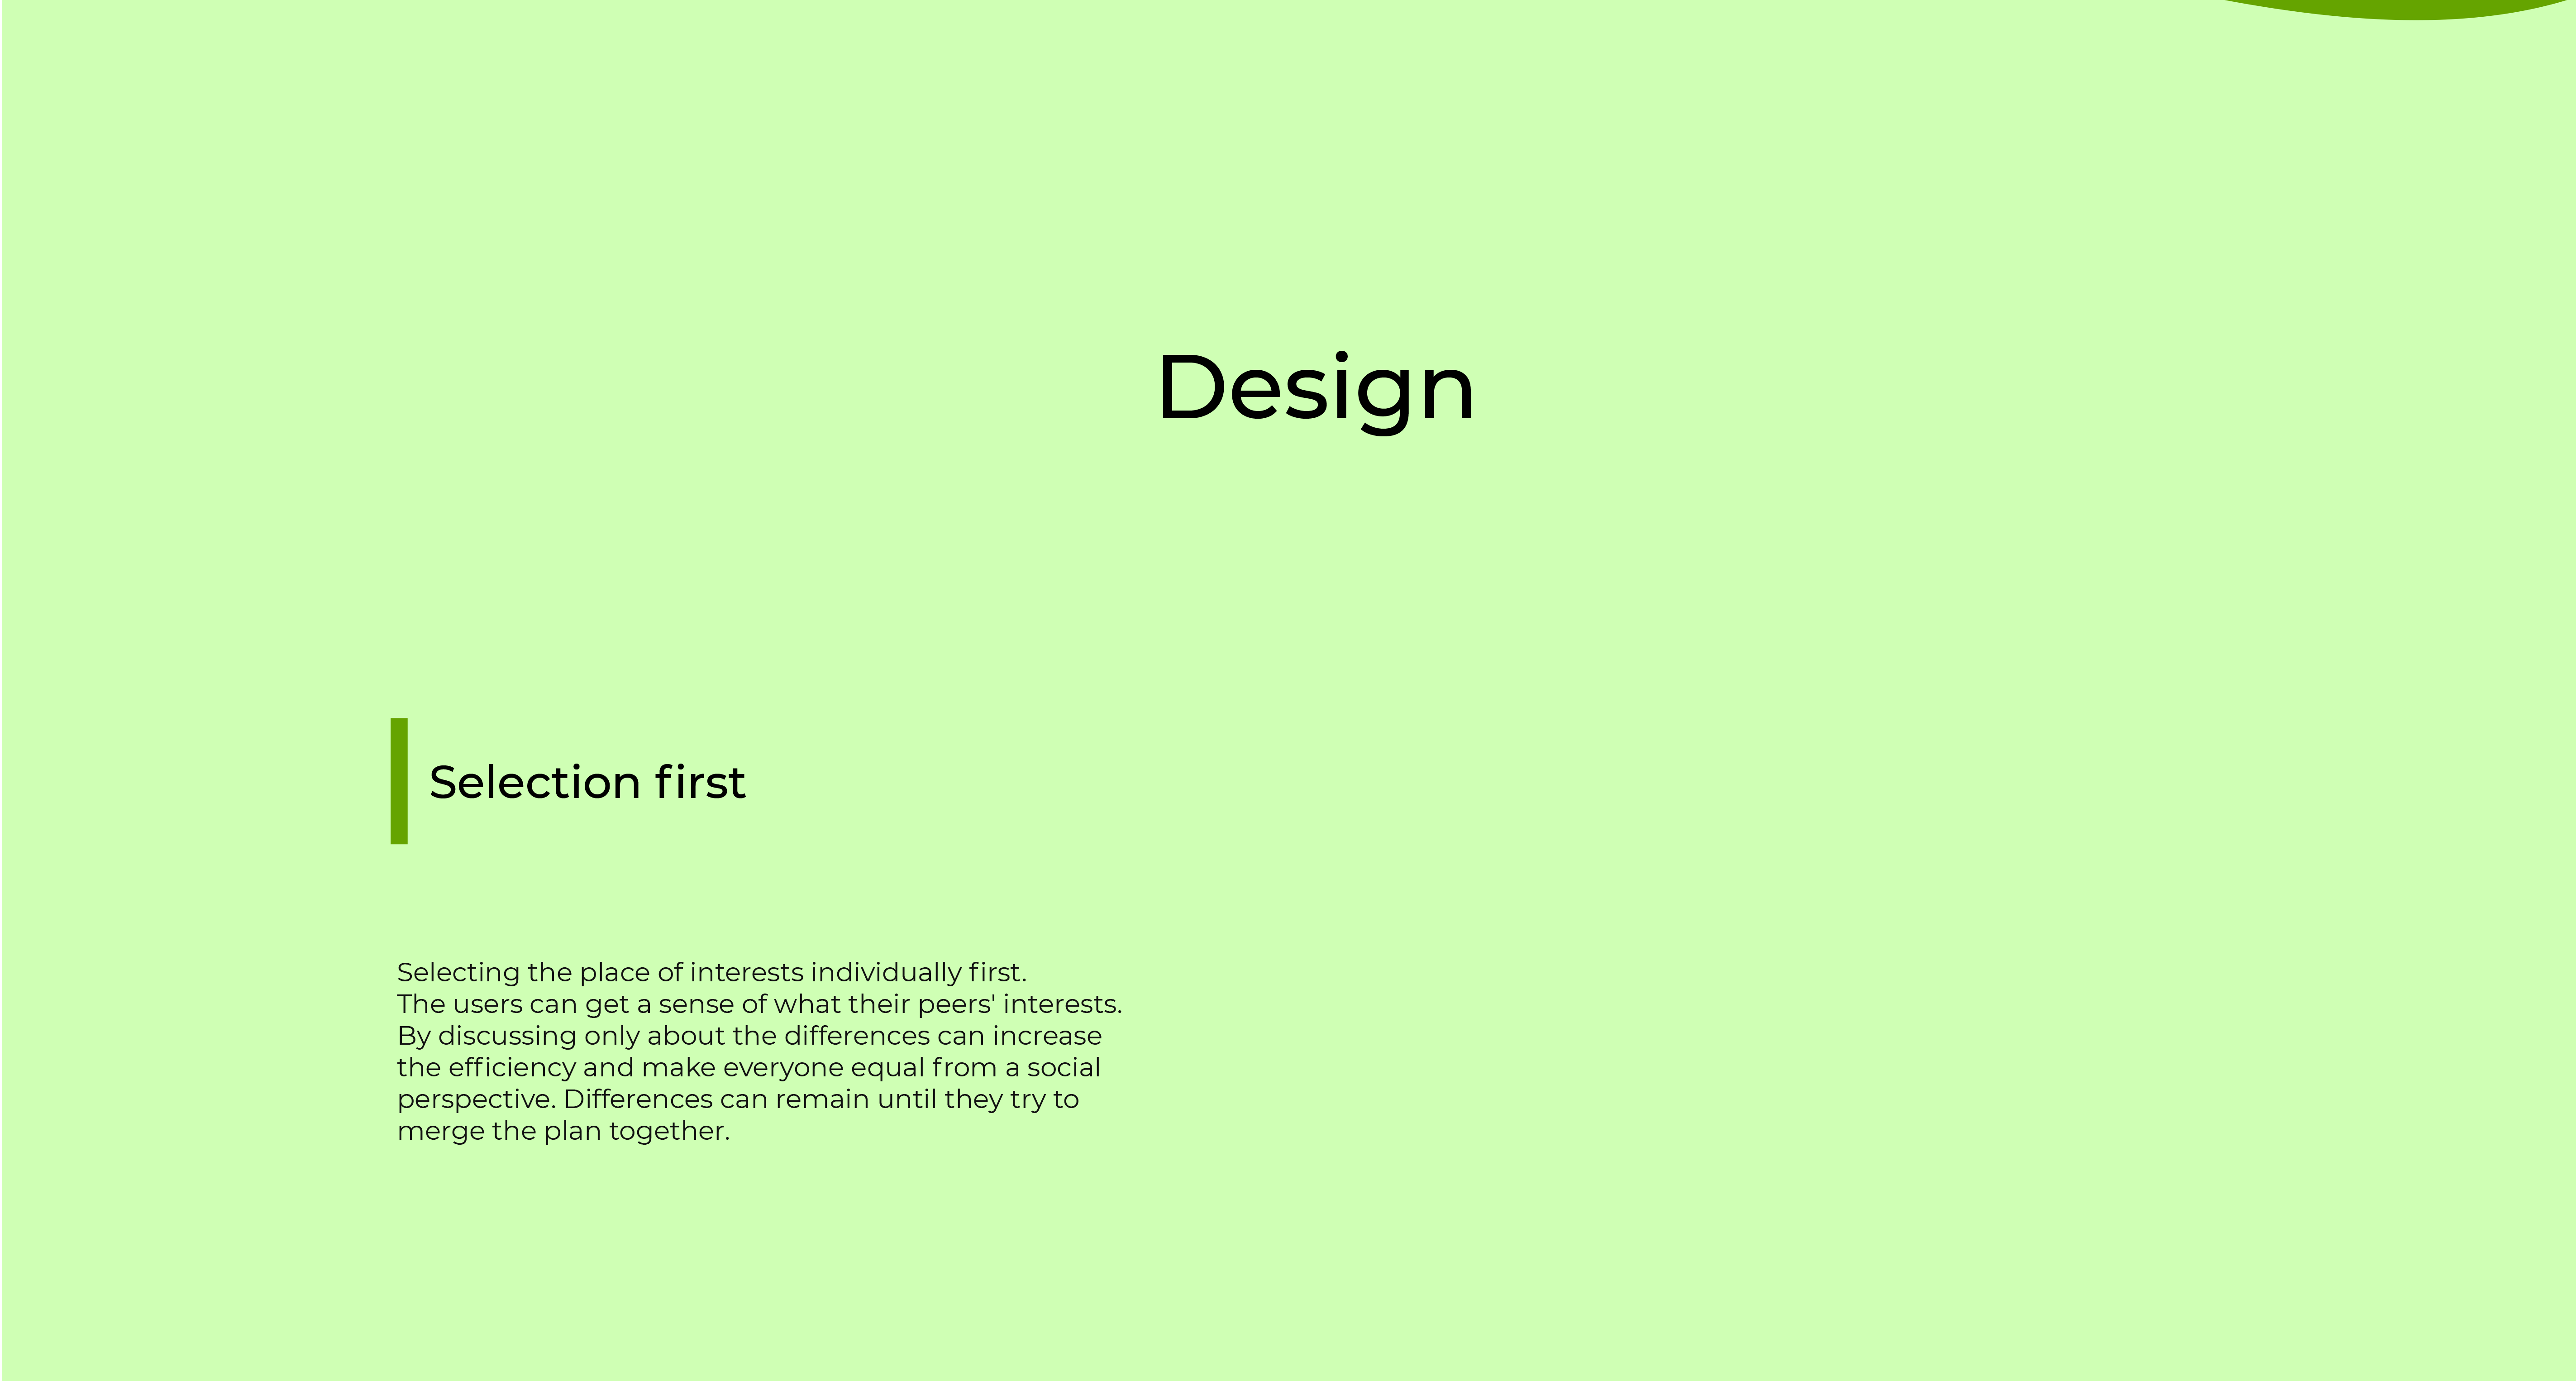 Design
Selection first
Selecting the place of interests individually first.
The users can get a sense of what their peers' interests.
By discussing only about the differences can increase
the efficiency and make everyone equal from a social
perspective. Differences can remain until they try to
merge the plan together.